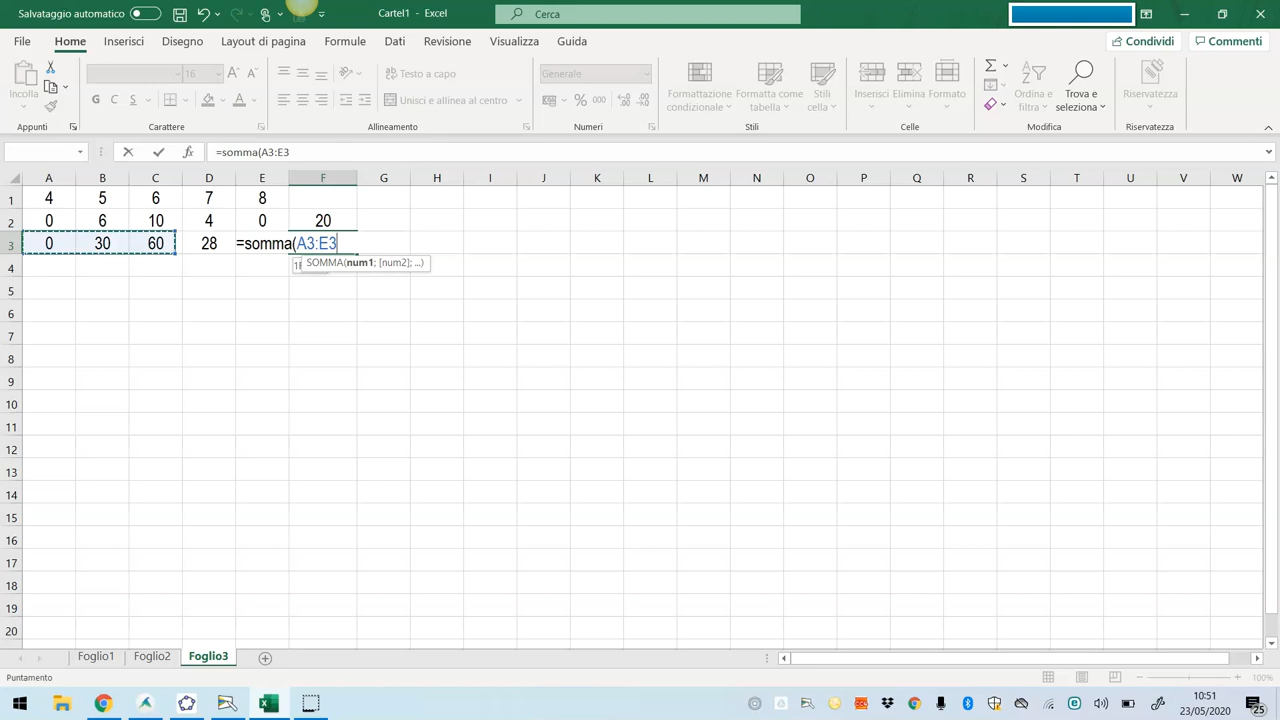 Salvataggio automatico Cartel1 - Excel Cerca
File Home Inserisci Disegno Layout di pagina Formule Dati Revisione Visualizza Guida Condividi Commenti
16 Testo a capo Generale
Incolla G C S Unisci e allinea al centro % 000 Formattazione condizionale Formatta come tabella Stili cella Inserisci Elimina Formato Ordina e filtra Trova e seleziona Riservatezza
Appunti Carattere Allineamento Numeri Stili Celle Modifica Riservatezza
fx =somma(A3:E3
A B C D E F G H I J K L M N O P Q R S T U V W
1 4 5 6 7 8
2 0 6 10 4 0 20
3 0 30 60 28 =somma(A3:E3
4 SOMMA(num1; [num2]; ...)
5
6
7
8
9
10
11
12
13
14
15
16
17
18
19
20
Foglio1 Foglio2 Foglio3
Puntamento 100%
10:51
23/05/2020 25